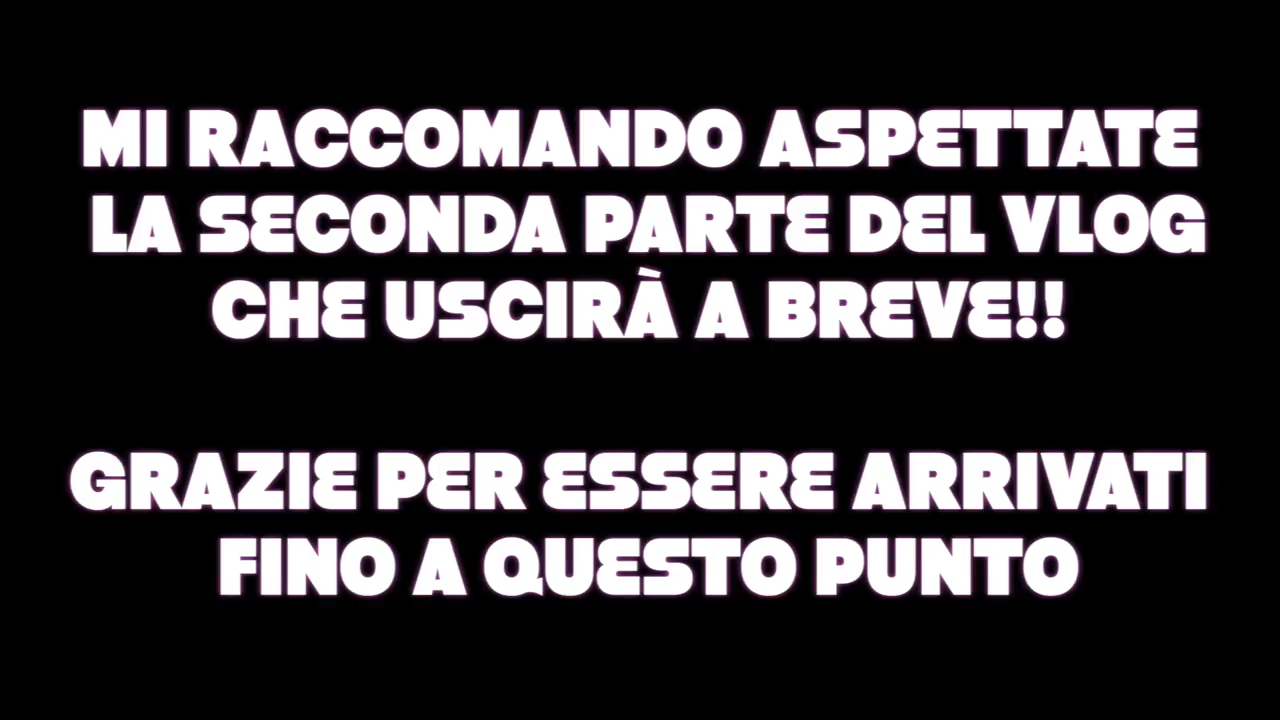 MI RACCOMANDO ASPETTATE
LA SECONDA PARTE DEL VLOG
CHE USCIRÀ A BREVE!!
GRAZIE PER ESSERE ARRIVATI
FINO A QUESTO PUNTO